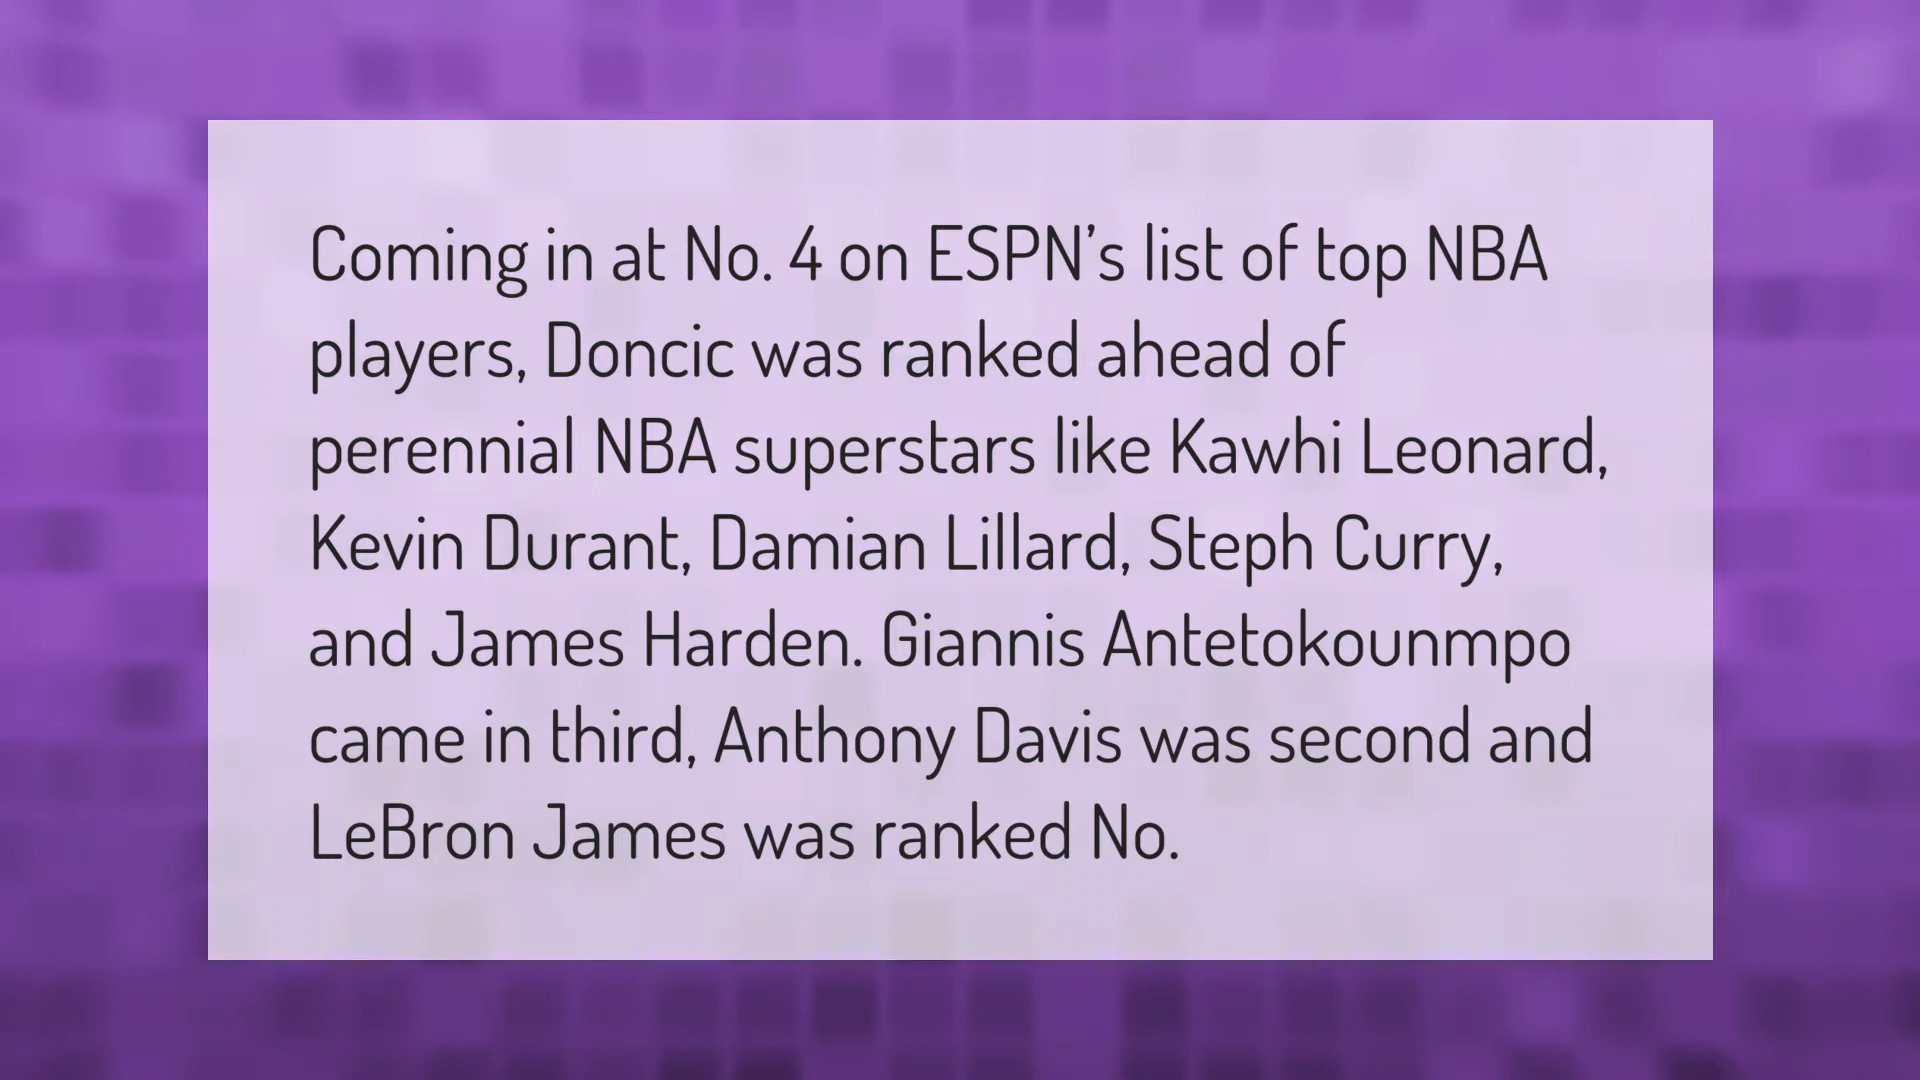 Coming in at No. 4 on ESPN’s list of top NBA
players, Doncic was ranked ahead of
perennial NBA superstars like Kawhi Leonard,
Kevin Durant, Damian Lillard, Steph Curry,
and James Harden. Giannis Antetokounmpo
came in third, Anthony Davis was second and
LeBron James was ranked No.